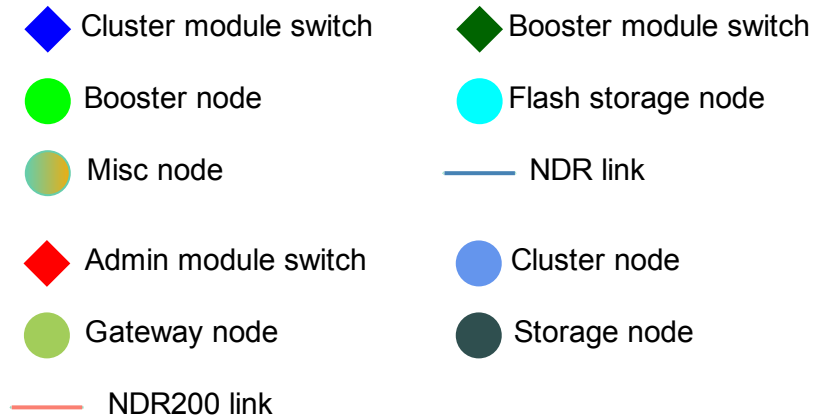 Cluster module switch
Booster module switch
Booster node
Flash storage node
Misc node
NDR link
Admin module switch
Cluster node
Gateway node
Storage node
NDR200 link